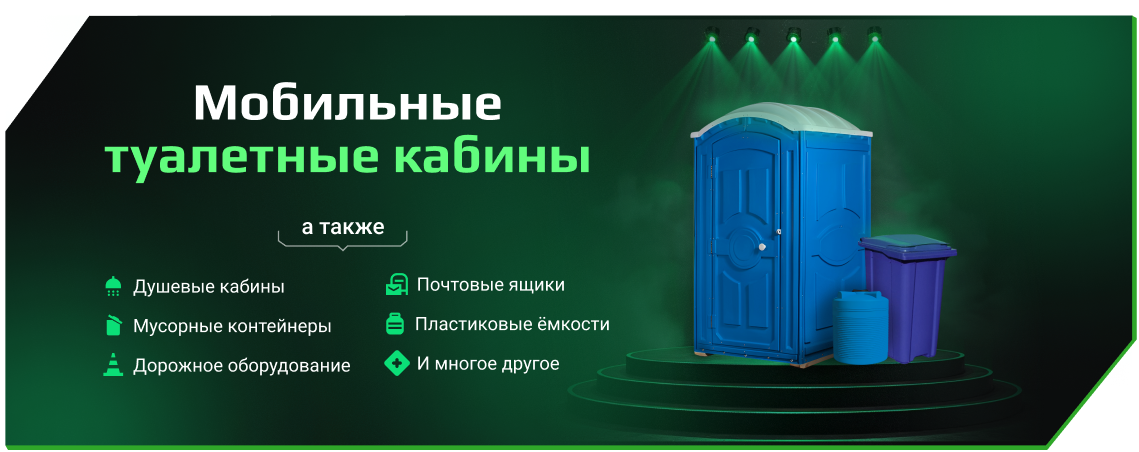 Мобильные
туалетные кабины
а также
Душевые кабины
Мусорные контейнеры
Дорожное оборудование
Почтовые ящики
Пластиковые ёмкости
И многое другое